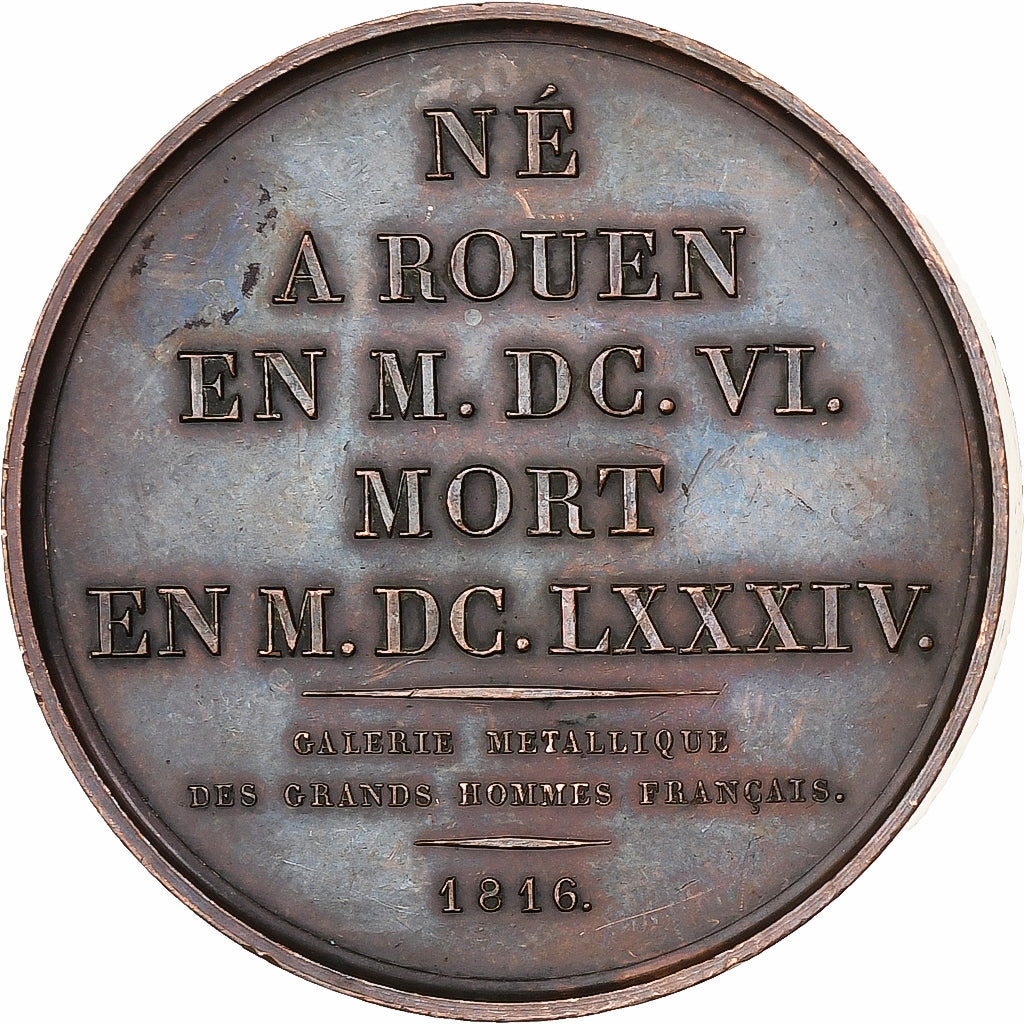 NÉ
A ROUEN
EN M. DC. VI.
MORT
EN M. DC. LXXXIV.
GALERIE METALLIQUE
DES GRANDS HOMMES FRANÇAIS.
1816.